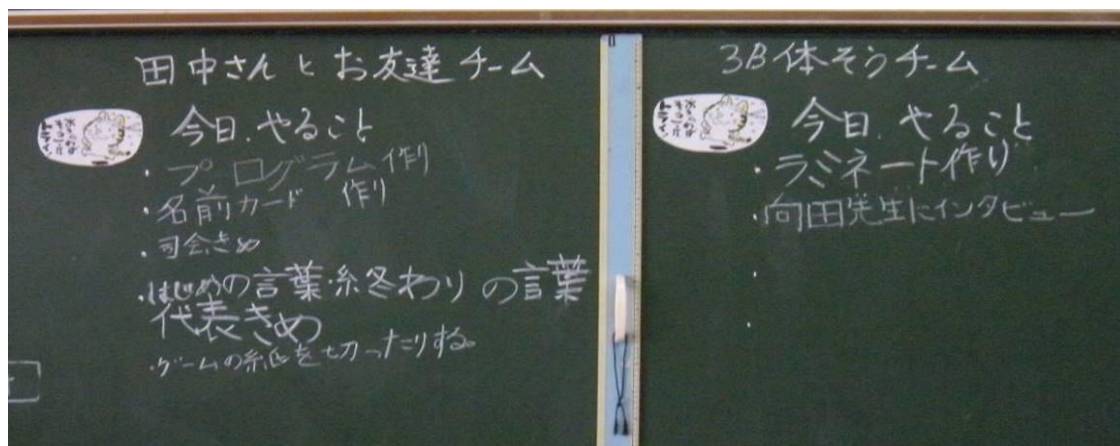 田中さんとお友達チーム
今日.やること
・プログラム作り
・名前カード 作り
・司会きめ
・はじめの言葉・終わりの言葉
代表きめ
・ゲームの紙を切ったりする。
3B体そうチーム
今日.やること
・ラミネート作り
・向田先生にインタビュー
・
・